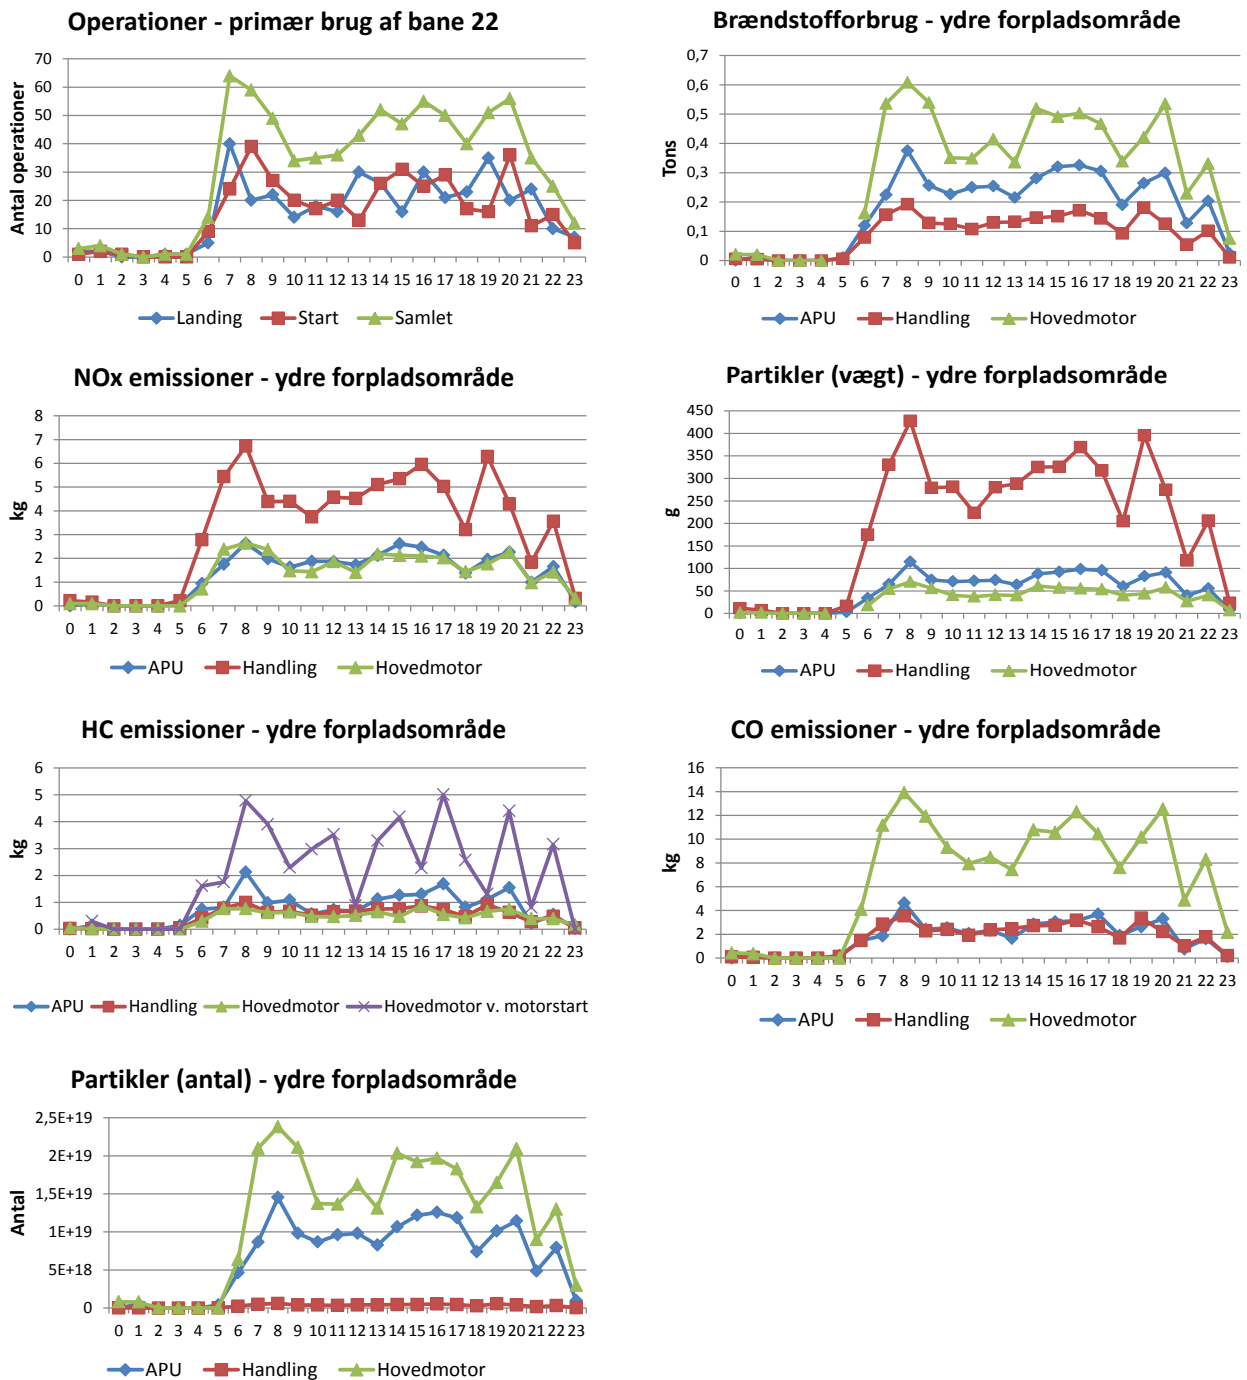 Operationer - primær brug af bane 22
Antal operationer
70
60
50
40
30
20
10
0
0 1 2 3 4 5 6 7 8 9 10 11 12 13 14 15 16 17 18 19 20 21 22 23
Landing Start Samlet
Brændstofforbrug - ydre forpladsområde
Tons
0,7
0,6
0,5
0,4
0,3
0,2
0,1
0
0 1 2 3 4 5 6 7 8 9 10 11 12 13 14 15 16 17 18 19 20 21 22 23
APU Handling Hovedmotor
NOx emissioner - ydre forpladsområde
kg
8
7
6
5
4
3
2
1
0
0 1 2 3 4 5 6 7 8 9 10 11 12 13 14 15 16 17 18 19 20 21 22 23
APU Handling Hovedmotor
Partikler (vægt) - ydre forpladsområde
g
450
400
350
300
250
200
150
100
50
0
0 1 2 3 4 5 6 7 8 9 10 11 12 13 14 15 16 17 18 19 20 21 22 23
APU Handling Hovedmotor
HC emissioner - ydre forpladsområde
kg
6
5
4
3
2
1
0
0 1 2 3 4 5 6 7 8 9 10 11 12 13 14 15 16 17 18 19 20 21 22 23
APU Handling Hovedmotor Hovedmotor v. motorstart
CO emissioner - ydre forpladsområde
kg
16
14
12
10
8
6
4
2
0
0 1 2 3 4 5 6 7 8 9 10 11 12 13 14 15 16 17 18 19 20 21 22 23
APU Handling Hovedmotor
Partikler (antal) - ydre forpladsområde
Antal
2,5E+19
2E+19
1,5E+19
1E+19
5E+18
0
0 1 2 3 4 5 6 7 8 9 10 11 12 13 14 15 16 17 18 19 20 21 22 23
APU Handling Hovedmotor